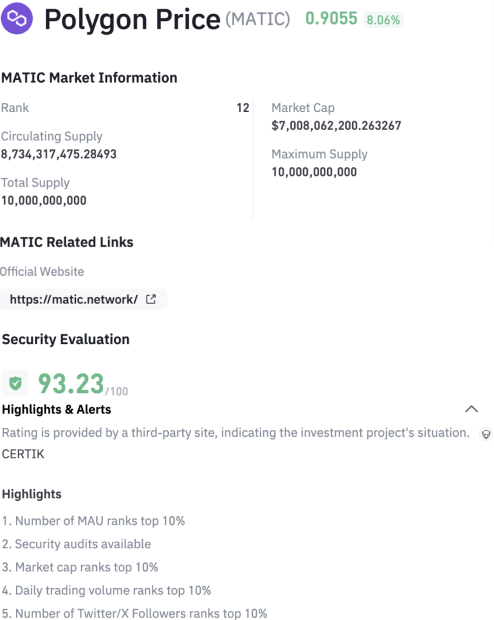 Polygon Price (MATIC) 0.9055 8.06%
MATIC Market Information
Rank 12
Circulating Supply
8,734,317,475.28493
Total Supply
10,000,000,000
Market Cap
$7,008,062,200.263267
Maximum Supply
10,000,000,000
MATIC Related Links
Official Website
https://matic.network/
Security Evaluation
93.23/100
Highlights & Alerts
Rating is provided by a third-party site, indicating the investment project's situation.
CERTIK
Highlights
1. Number of MAU ranks top 10%
2. Security audits available
3. Market cap ranks top 10%
4. Daily trading volume ranks top 10%
5. Number of Twitter/X Followers ranks top 10%